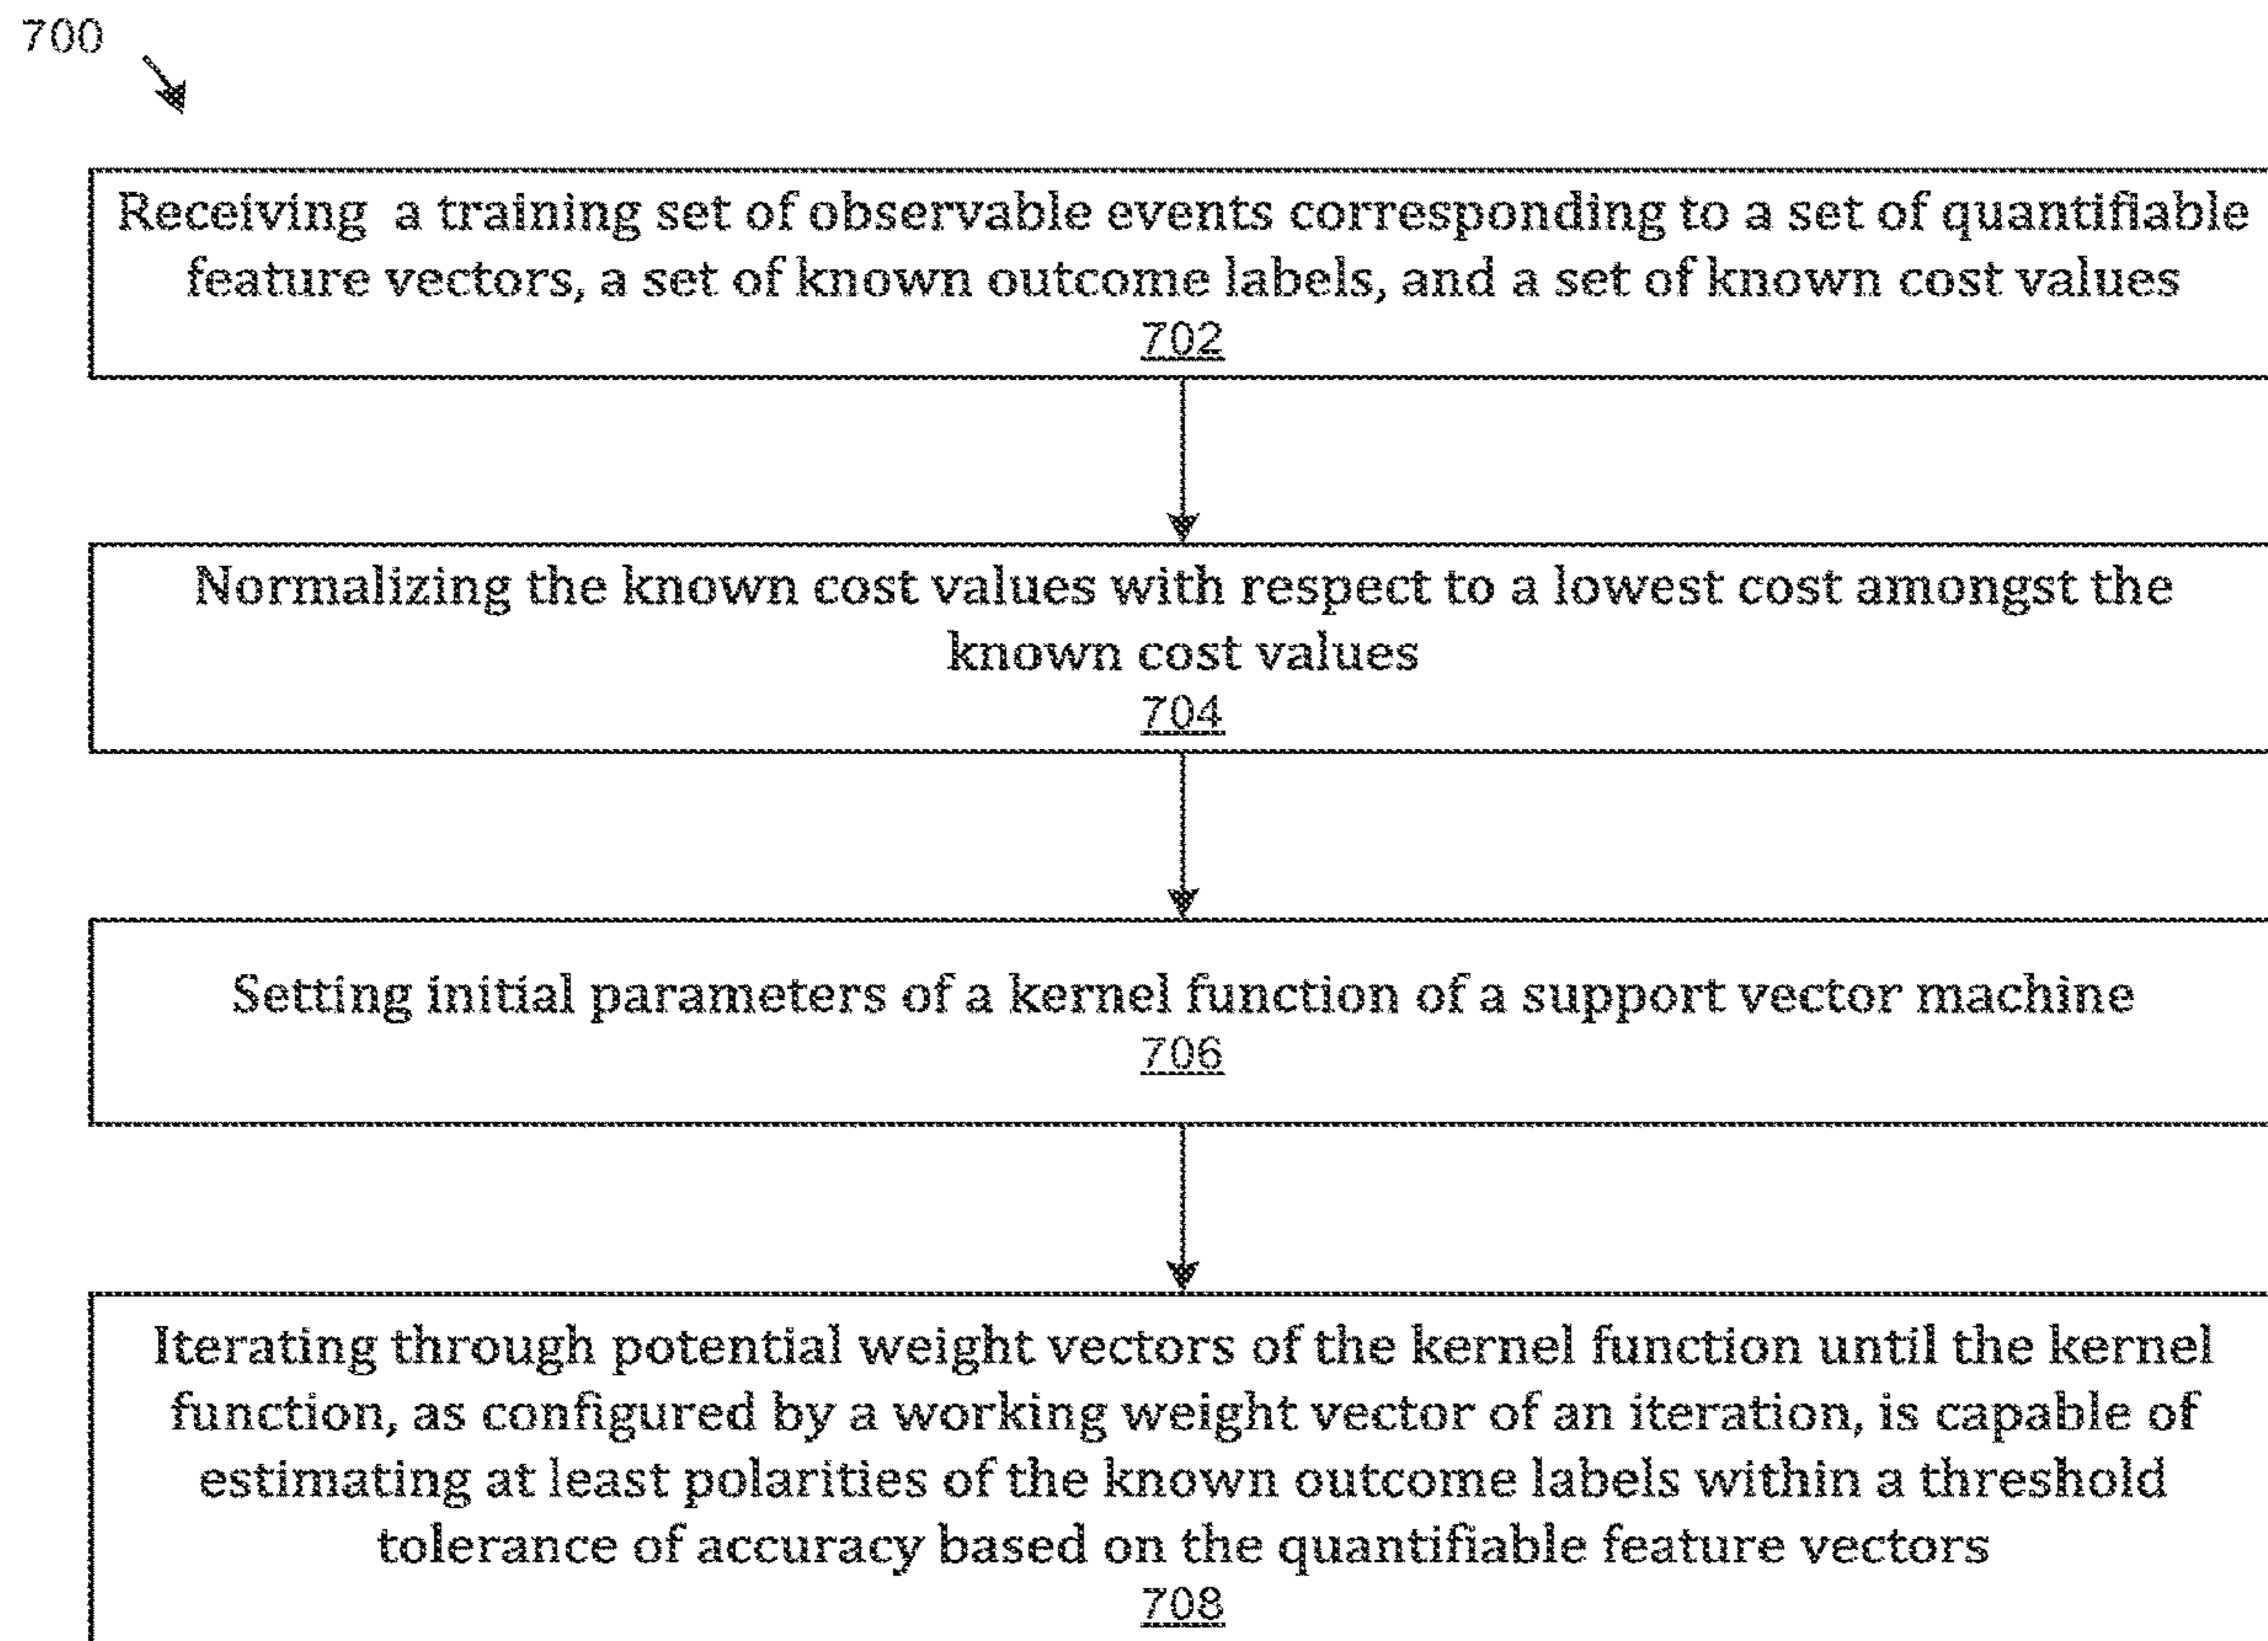 700
Receiving a training set of observable events corresponding to a set of quantifiable
feature vectors, a set of known outcome labels, and a set of known cost values
702
Normalizing the known cost values with respect to a lowest cost amongst the
known cost values
704
Setting initial parameters of a kernel function of a support vector machine
706
Iterating through potential weight vectors of the kernel function until the kernel
function, as configured by a working weight vector of an iteration, is capable of
estimating at least polarities of the known outcome labels within a threshold
tolerance of accuracy based on the quantifiable feature vectors
708